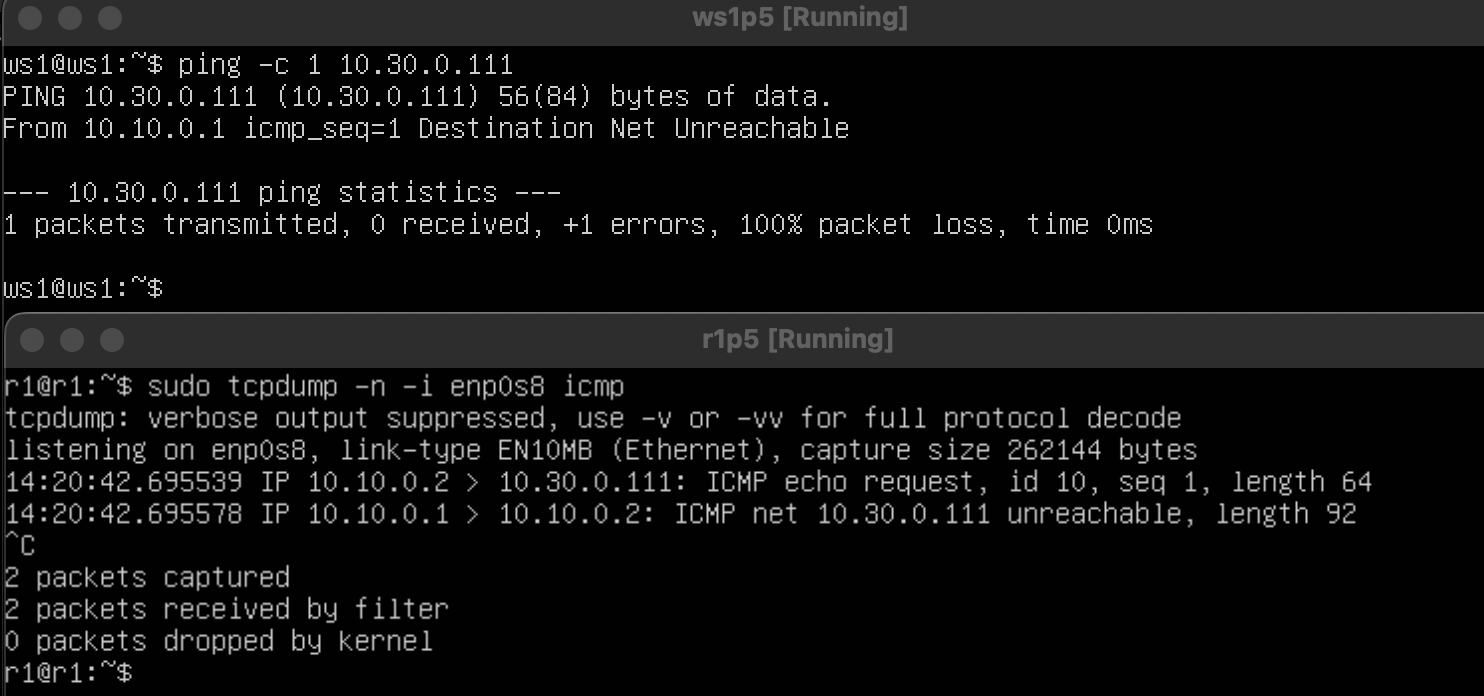 ws1p5 [Running]
ws1@ws1:~$ ping -c 1 10.30.0.111
PING 10.30.0.111 (10.30.0.111) 56(84) bytes of data.
From 10.10.0.1 icmp_seq=1 Destination Net Unreachable
--- 10.30.0.111 ping statistics ---
1 packets transmitted, 0 received, +1 errors, 100% packet loss, time 0ms
ws1@ws1:~$
r1p5 [Running]
r1@r1:~$ sudo tcpdump -n -i enp0s8 icmp
tcpdump: verbose output suppressed, use -v or -vv for full protocol decode
listening on enp0s8, link-type EN10MB (Ethernet), capture size 262144 bytes
14:20:42.695539 IP 10.10.0.2 > 10.30.0.111: ICMP echo request, id 10, seq 1, length 64
14:20:42.695578 IP 10.10.0.1 > 10.10.0.2: ICMP net 10.30.0.111 unreachable, length 92
^C
2 packets captured
2 packets received by filter
0 packets dropped by kernel
r1@r1:~$